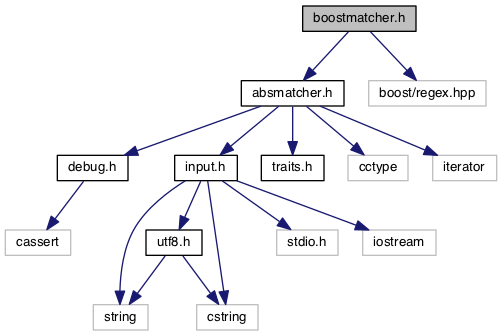 boostmatcher.h
absmatcher.h
boost/regex.hpp
debug.h
input.h
traits.h
cctype
iterator
cassert
utf8.h
stdio.h
iostream
string
cstring